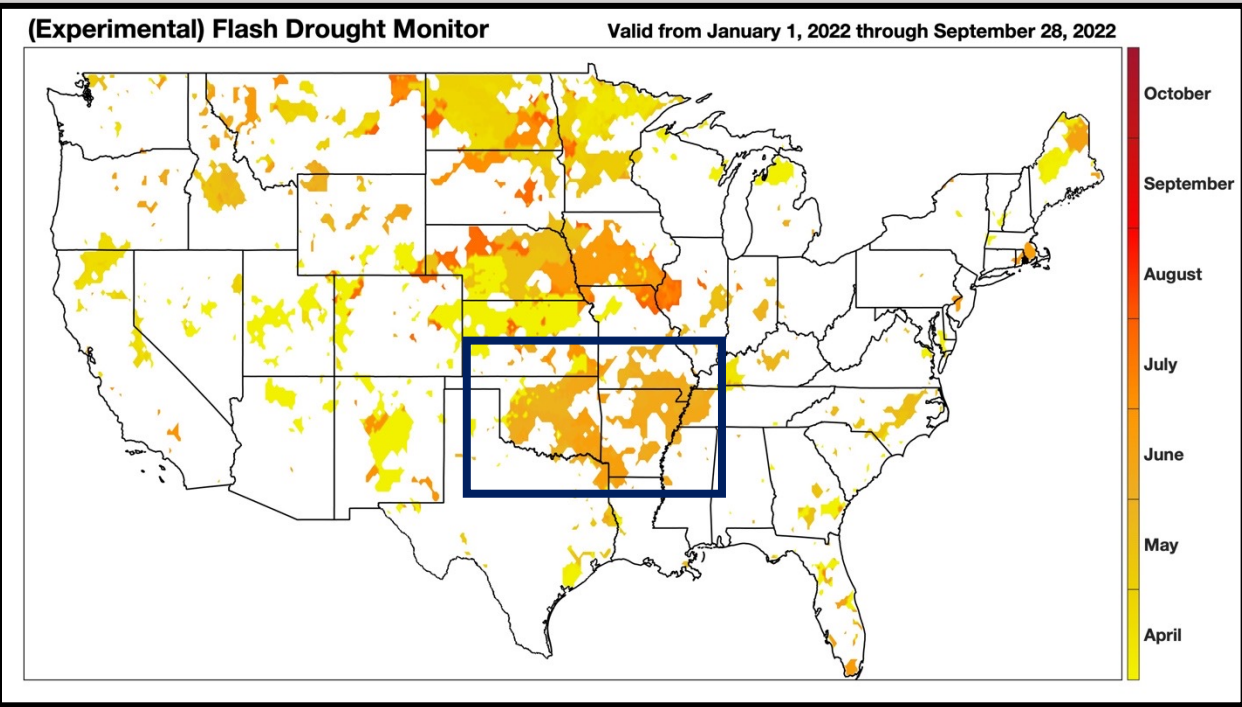 (Experimental) Flash Drought Monitor
Valid from January 1, 2022 through September 28, 2022
October
September
August
July
June
May
April